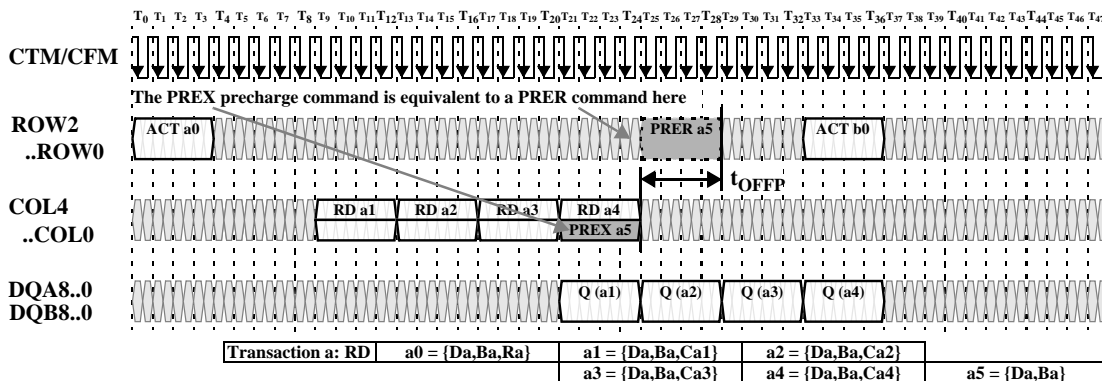 T0 T1 T2 T3 T4 T5 T6 T7 T8 T9 T10 T11 T12 T13 T14 T15 T16 T17 T18 T19 T20 T21 T22 T23 T24 T25 T26 T27 T28 T29 T30 T31 T32 T33 T34 T35 T36 T37 T38 T39 T40 T41 T42 T43 T44 T45 T46 T47
CTM/CFM
The PREX precharge command is equivalent to a PRER command here
ROW2 ACT a0 PRER a5 ACT b0
..ROW0
tOFFP
COL4 RD a1 RD a2 RD a3 RD a4
..COL0 PREX a5
DQA8..0 Q (a1) Q (a2) Q (a3) Q (a4)
DQB8..0
Transaction a: RD a0 = {Da,Ba,Ra} a1 = {Da,Ba,Ca1} a2 = {Da,Ba,Ca2}
a3 = {Da,Ba,Ca3} a4 = {Da,Ba,Ca4} a5 = {Da,Ba}